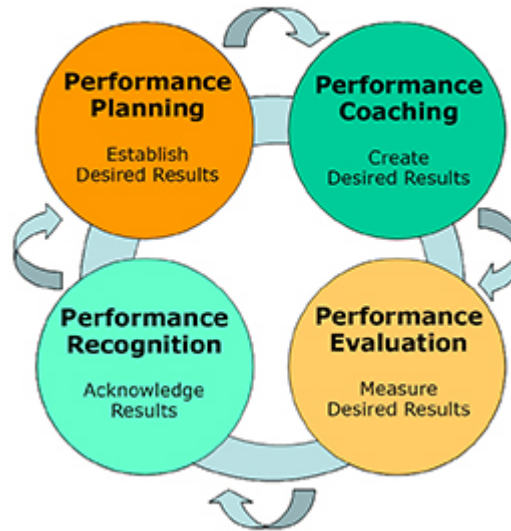 Performance
Planning
Establish
Desired Results
Performance
Coaching
Create
Desired Results
Performance
Evaluation
Measure
Desired Results
Performance
Recognition
Acknowledge
Results